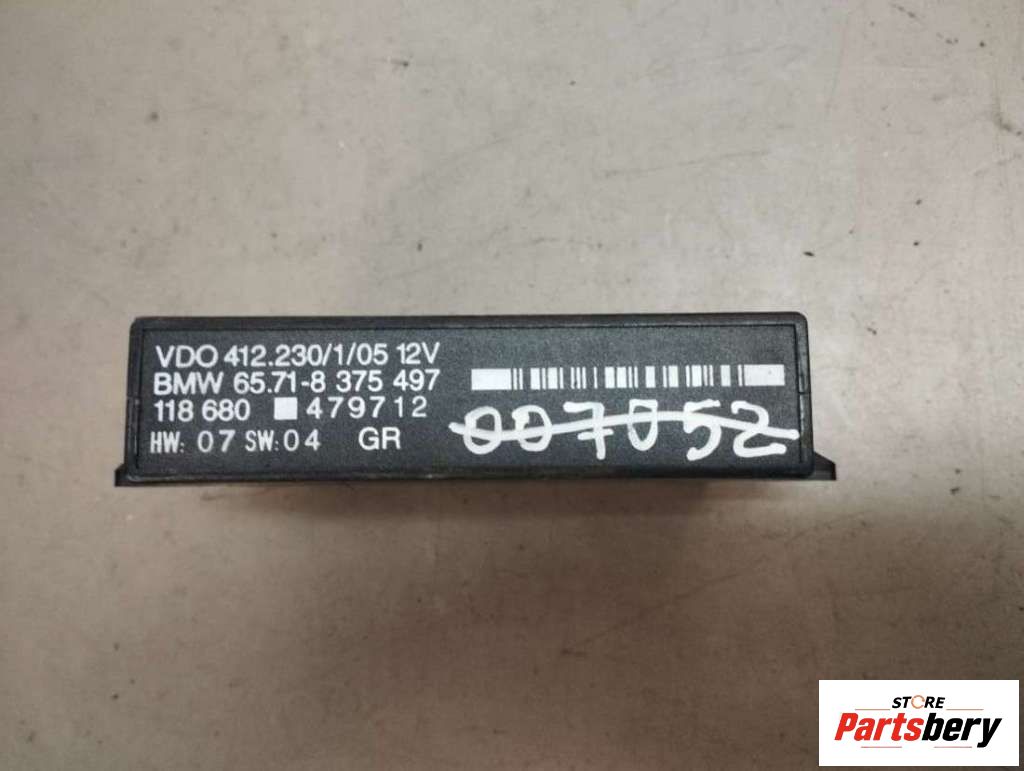 VDO 412.230/1/05 12V
BMW 65.71-8 375 497
118 680 479712
HW: 07 SW: 04 GR
007052
STORE
Partsbery